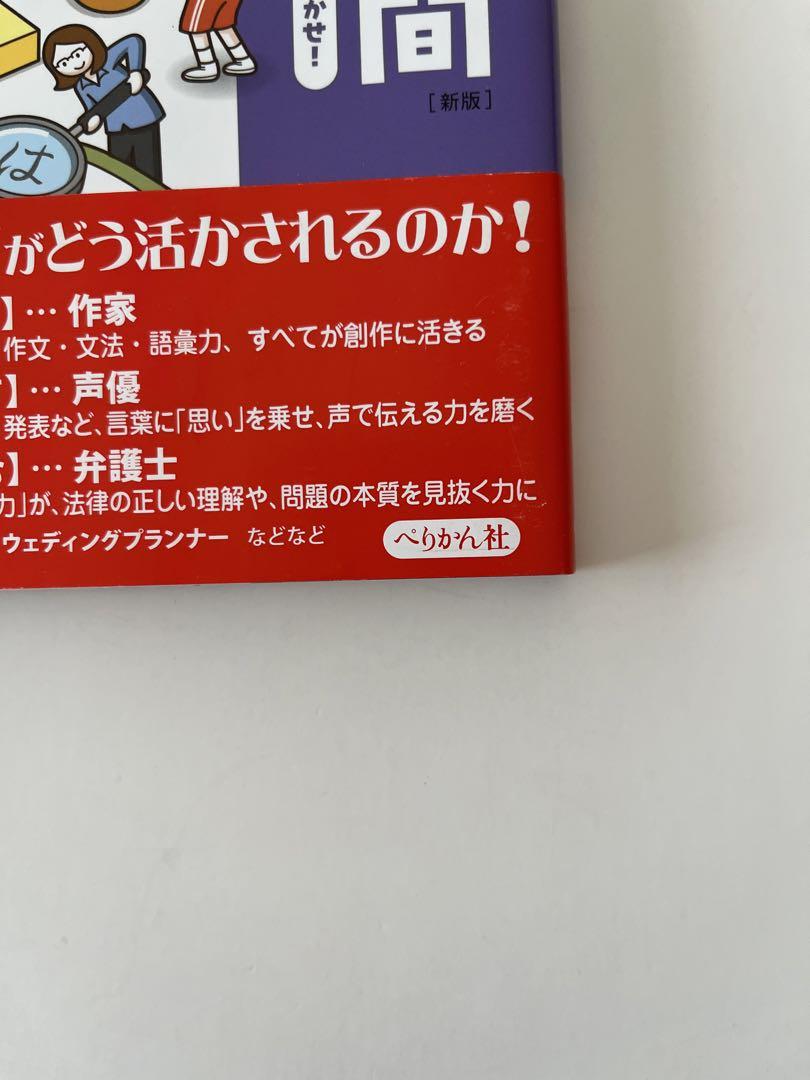 かせ！
間
[新版]
は
がどう活かされるのか！
】… 作家
作文・文法・語彙力、すべてが創作に活きる
】… 声優
発表など、言葉に「思い」を乗せ、声で伝える力を磨く
】… 弁護士
力」が、法律の正しい理解や、問題の本質を見抜く力に
ウェディングプランナー などなど
ぺりかん社